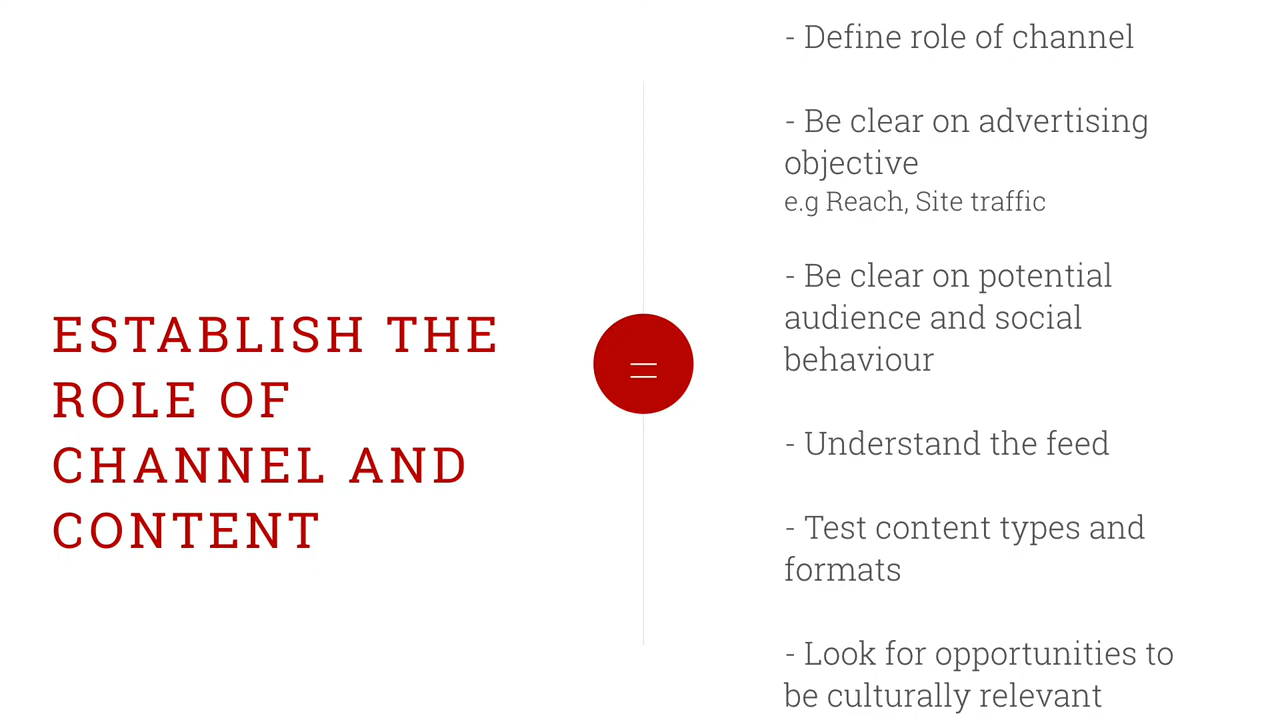 ESTABLISH THE
ROLE OF
CHANNEL AND
CONTENT
- Define role of channel
- Be clear on advertising
objective
e.g Reach, Site traffic
- Be clear on potential
audience and social
behaviour
- Understand the feed
- Test content types and
formats
- Look for opportunities to
be culturally relevant